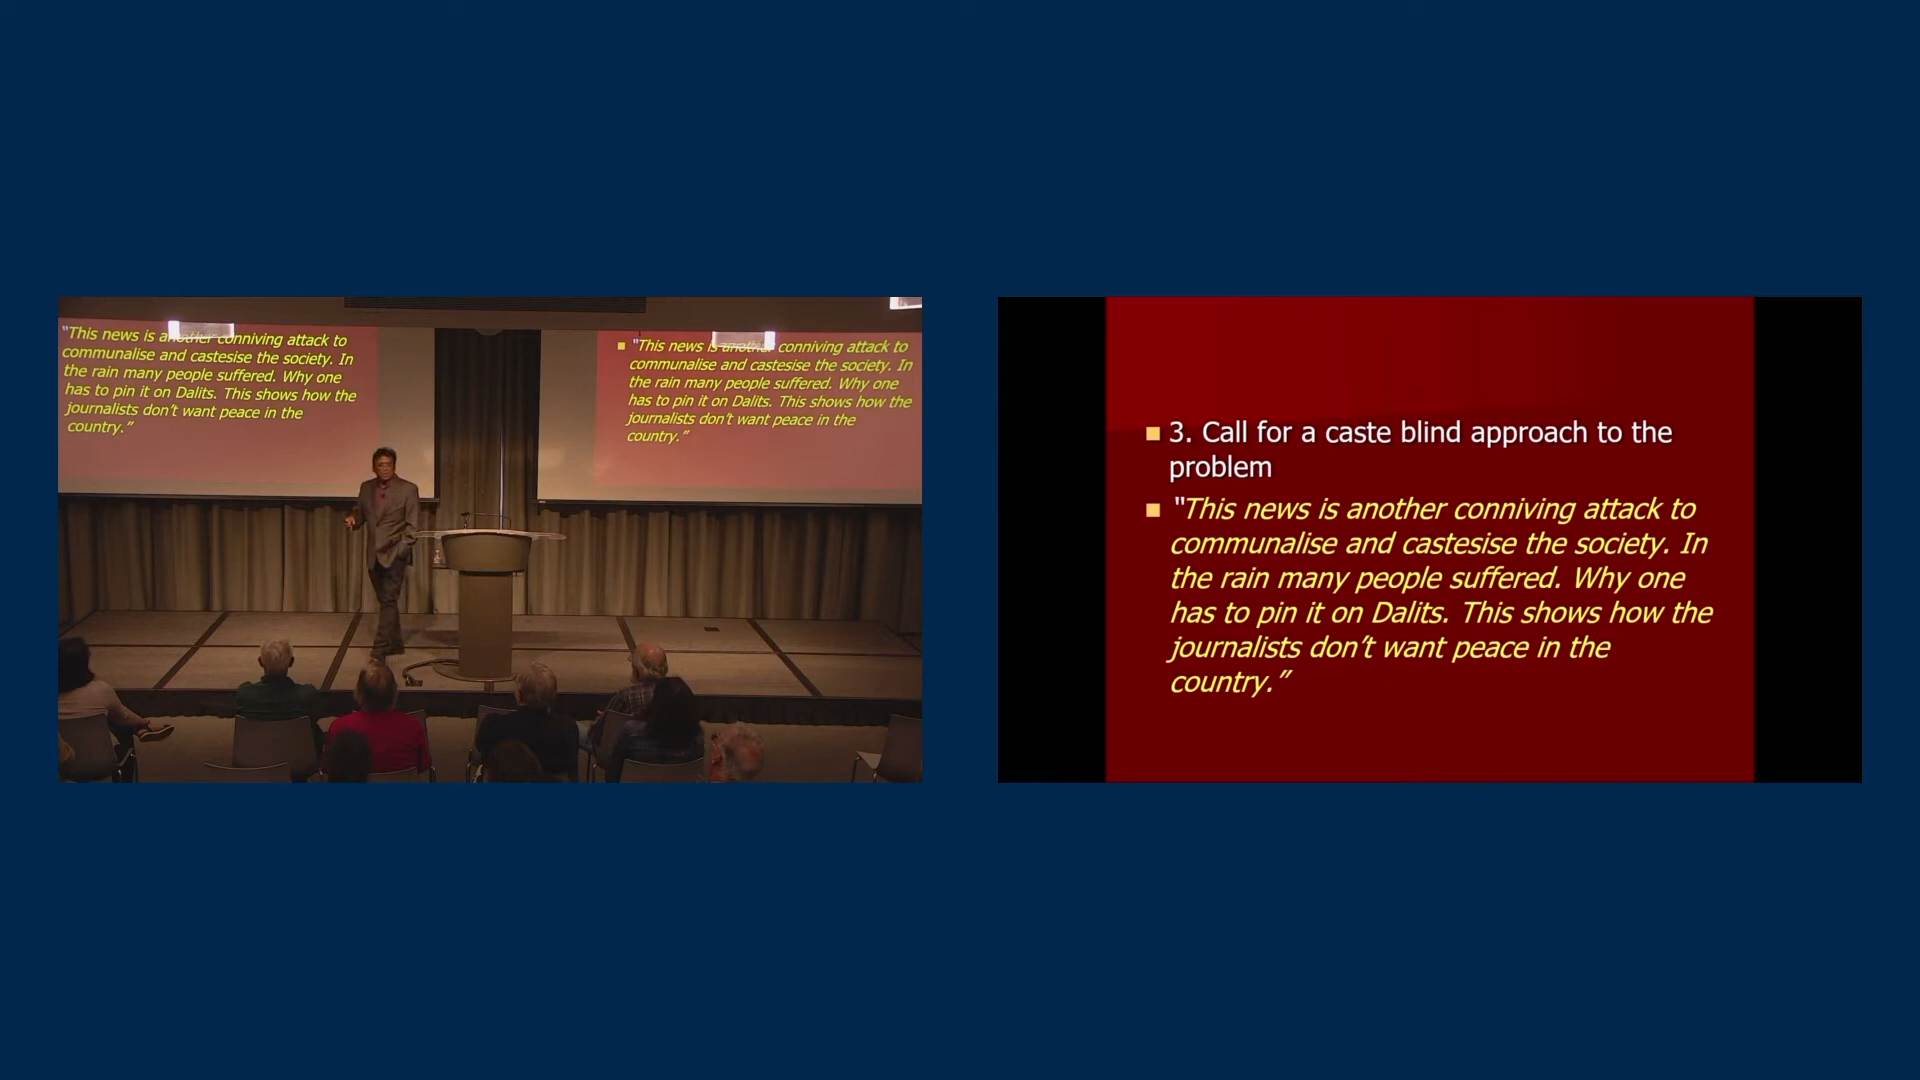 "This news is another conniving attack to
communalise and castesise the society. In
the rain many people suffered. Why one
has to pin it on Dalits. This shows how the
journalists don't want peace in the
country."
"This news is another conniving attack to
communalise and castesise the society. In
the rain many people suffered. Why one
has to pin it on Dalits. This shows how the
journalists don't want peace in the
country."
3. Call for a caste blind approach to the
problem
"This news is another conniving attack to
communalise and castesise the society. In
the rain many people suffered. Why one
has to pin it on Dalits. This shows how the
journalists don't want peace in the
country."